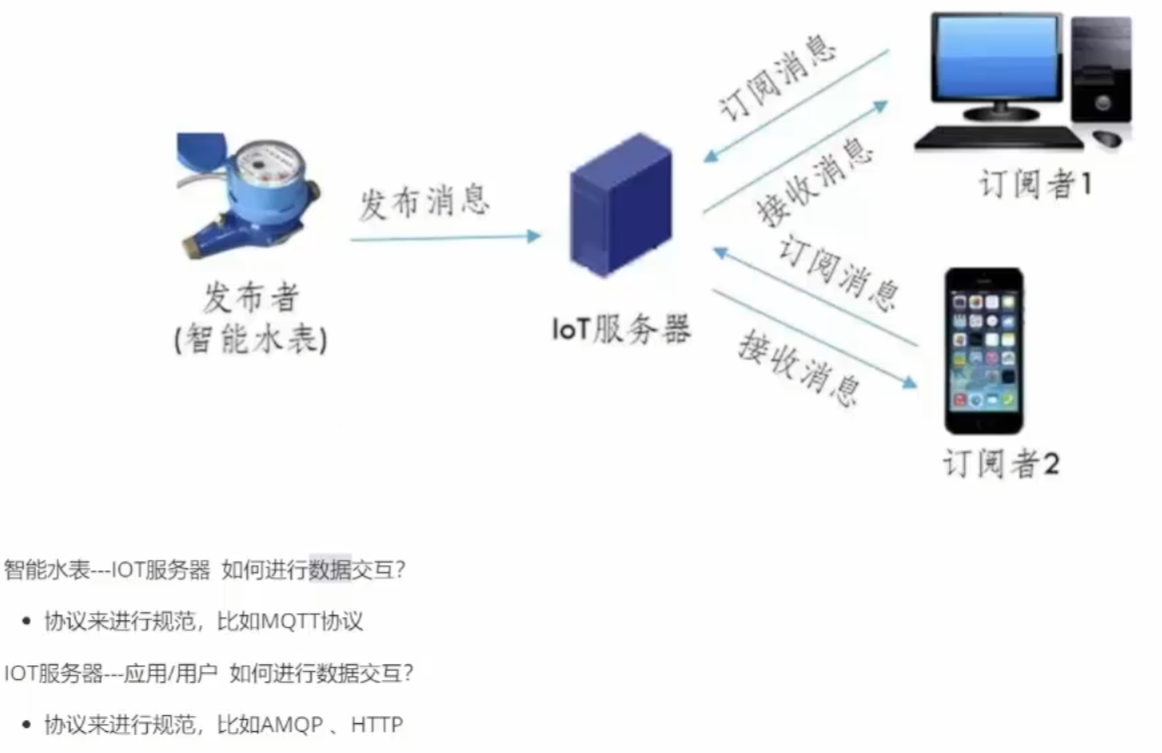 订阅消息
接收消息
订阅者1
发布消息
发布者
(智能水表)
IoT服务器
订阅消息
接收消息
订阅者2
智能水表---IOT服务器 如何进行数据交互?
• 协议来进行规范，比如MQTT协议
IOT服务器---应用/用户 如何进行数据交互?
• 协议来进行规范，比如AMQP 、HTTP